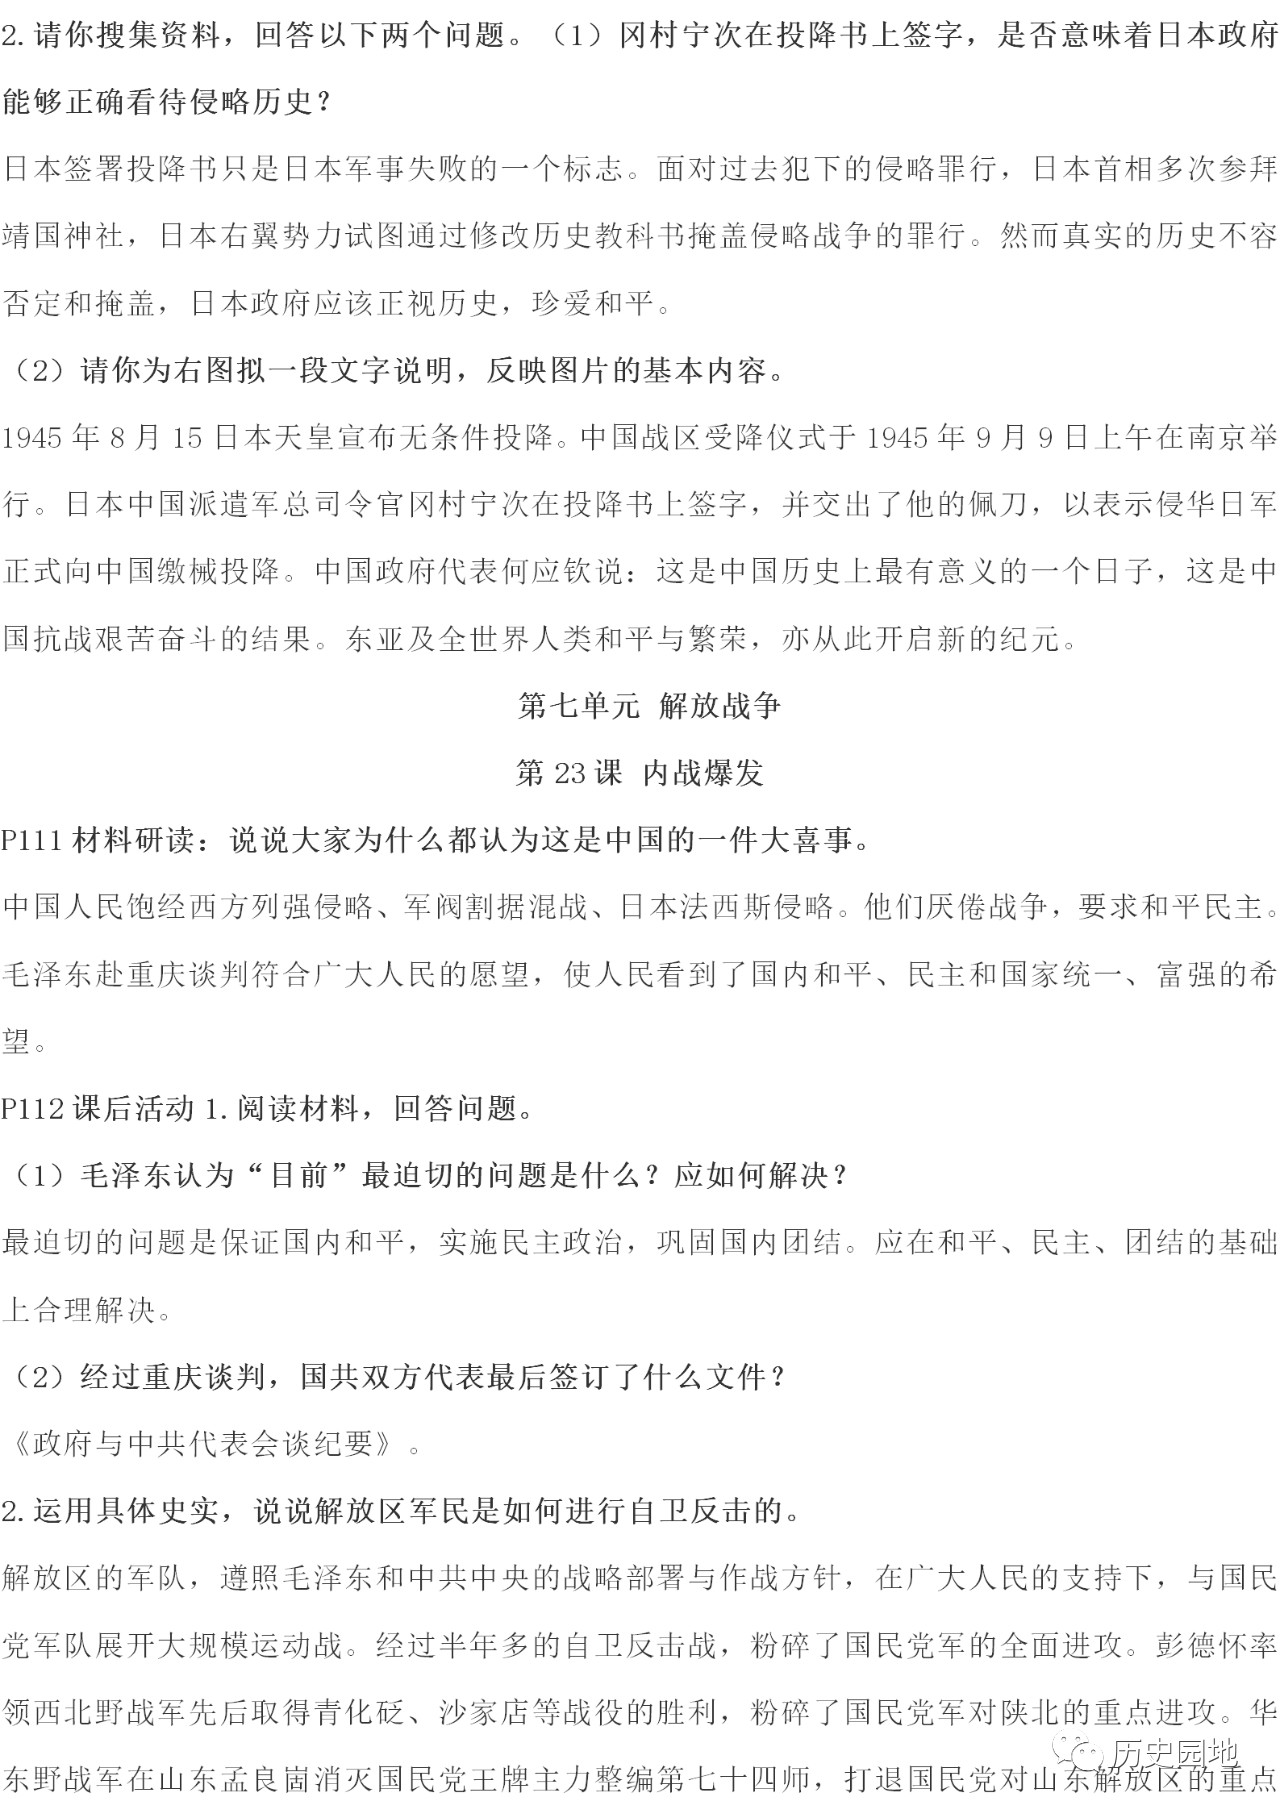 2.请你搜集资料，回答以下两个问题。（1）冈村宁次在投降书上签字，是否意味着日本政府
能够正确看待侵略历史？
日本签署投降书只是日本军事失败的一个标志。面对过去犯下的侵略罪行，日本首相多次参拜
靖国神社，日本右翼势力试图通过修改历史教科书掩盖侵略战争的罪行。然而真实的历史不容
否定和掩盖，日本政府应该正视历史，珍爱和平。
（2）请你为右图拟一段文字说明，反映图片的基本内容。
1945年8月15日本天皇宣布无条件投降。中国战区受降仪式于1945年9月9日上午在南京举
行。日本中国派遣军总司令官冈村宁次在投降书上签字，并交出了他的佩刀，以表示侵华日军
正式向中国缴械投降。中国政府代表何应钦说：这是中国历史上最有意义的一个日子，这是中
国抗战艰苦奋斗的结果。东亚及全世界人类和平与繁荣，亦从此开启新的纪元。
第七单元 解放战争
第23课 内战爆发
P111材料研读：说说大家为什么都认为这是中国的一件大喜事。
中国人民饱经西方列强侵略、军阀割据混战、日本法西斯侵略。他们厌倦战争，要求和平民主。
毛泽东赴重庆谈判符合广大人民的愿望，使人民看到了国内和平、民主和国家统一、富强的希
望。
P112课后活动1.阅读材料，回答问题。
（1）毛泽东认为“目前”最迫切的问题是什么？应如何解决？
最迫切的问题是保证国内和平，实施民主政治，巩固国内团结。应在和平、民主、团结的基础
上合理解决。
（2）经过重庆谈判，国共双方代表最后签订了什么文件？
《政府与中共代表会谈纪要》。
2.运用具体史实，说说解放区军民是如何进行自卫反击的。
解放区的军队，遵照毛泽东和中共中央的战略部署与作战方针，在广大人民的支持下，与国民
党军队展开大规模运动战。经过半年多的自卫反击战，粉碎了国民党军的全面进攻。彭德怀率
领西北野战军先后取得青化砭、沙家店等战役的胜利，粉碎了国民党军对陕北的重点进攻。华
东野战军在山东孟良崮消灭国民党王牌主力整编第七十四师，打退国民党对山东解放区的重点
历史园地